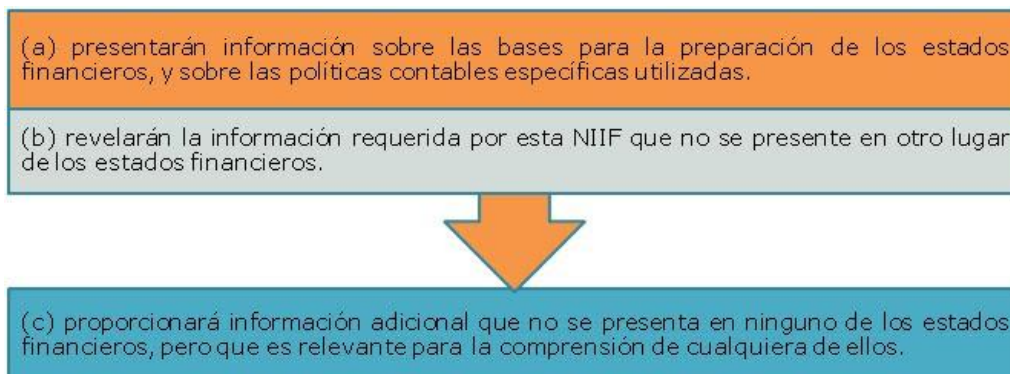 (a) presentarán información sobre las bases para la preparación de los estados
financieros, y sobre las políticas contables específicas utilizadas.
(b) revelarán la información requerida por esta NIIF que no se presente en otro lugar
de los estados financieros.
(c) proporcionará información adicional que no se presenta en ninguno de los estados
financieros, pero que es relevante para la comprensión de cualquiera de ellos.